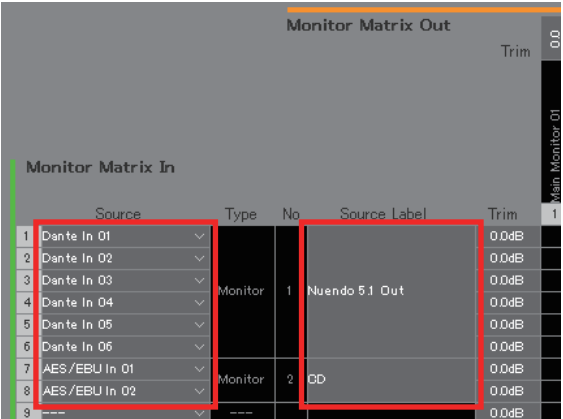 Monitor Matrix Out
Trim
0.0
Main Monitor 01
Monitor Matrix In
Source Type No Source Label Trim 1
1 Dante In 01 0.0dB
2 Dante In 02 0.0dB
3 Dante In 03 0.0dB
Monitor 1 Nuendo 5.1 Out
4 Dante In 04 0.0dB
5 Dante In 05 0.0dB
6 Dante In 06 0.0dB
7 AES/EBU In 01 0.0dB
Monitor 2 CD
8 AES/EBU In 02 0.0dB
9 --- --- 0.0dB